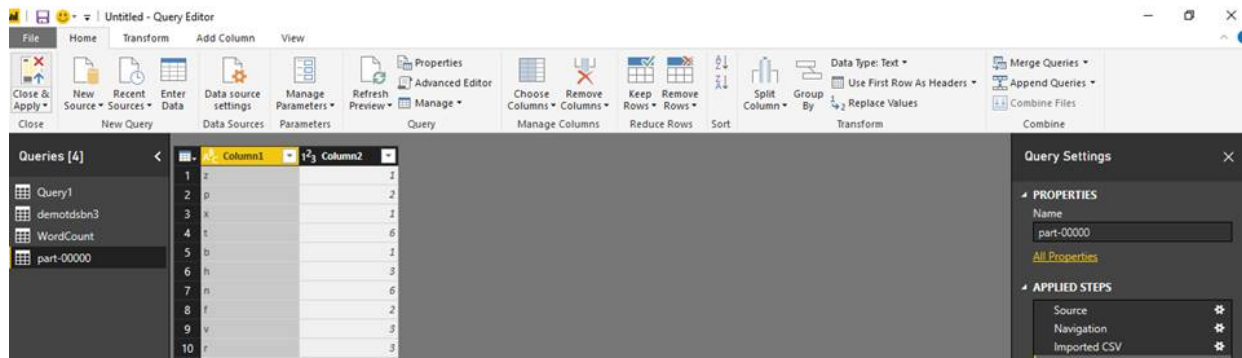 Untitled - Query Editor
File Home Transform Add Column View
Close & Apply
New Source
Recent Sources
Enter Data
Data source settings
Manage Parameters
Refresh Preview
Properties
Advanced Editor
Manage
Choose Columns
Remove Columns
Keep Rows
Remove Rows
Split Column
Group By
Data Type: Text
Use First Row As Headers
Replace Values
Merge Queries
Append Queries
Combine Files
Close New Query Data Sources Parameters Query Manage Columns Reduce Rows Sort Transform Combine
Queries [4]
Query1
demotdsbn3
WordCount
part-00000
Column1 123 Column2
1 z 1
2 p 2
3 x 1
4 t 6
5 b 1
6 h 3
7 n 6
8 f 2
9 v 3
10 r 3
Query Settings
PROPERTIES
Name
part-00000
All Properties
APPLIED STEPS
Source
Navigation
Imported CSV